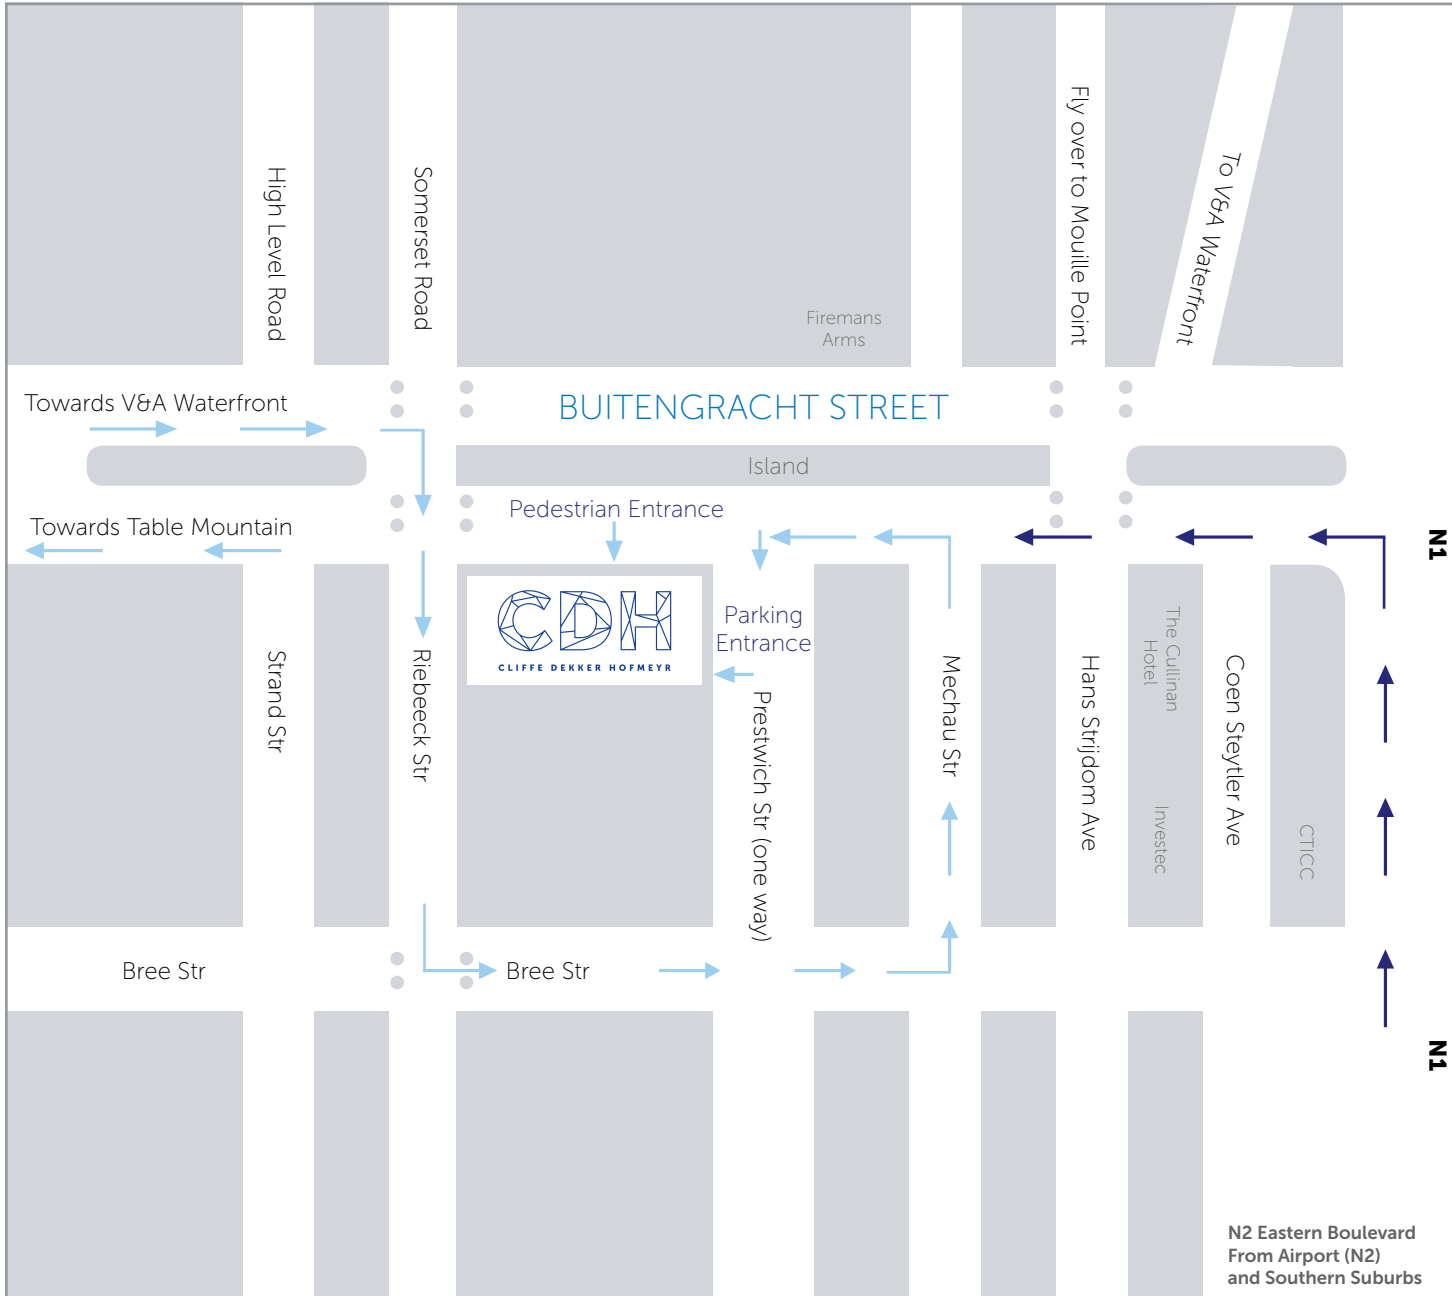 High Level Road
Somerset Road
Fly over to Mouille Point
To V&A Waterfront
Firemans
Arms
Towards V&A Waterfront
BUITENGRACHT STREET
Island
Pedestrian Entrance
Towards Table Mountain
N1
CDH
CLIFFE DEKKER HOFMEYR
Parking
Entrance
Strand Str
Riebeeck Str
Prestwich Str (one way)
Mechau Str
Hans Strijdom Ave
The Cullinan
Hotel
Investec
Coen Steytler Ave
CTICC
Bree Str
Bree Str
N1
N2 Eastern Boulevard
From Airport (N2)
and Southern Suburbs